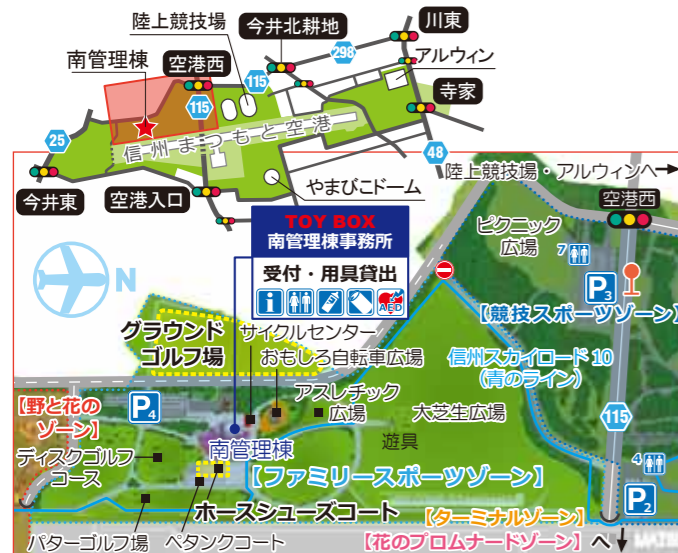 陸上競技場
今井北耕地
川東
298
アルウィン
南管理棟
空港西
115
115
寺家
25
信州まつもと空港
48
今井東
空港入口
やまびこドーム
陸上競技場・アルウィンへ
空港西
TOY BOX
南管理棟事務所
受付・用具貸出
i
AED
N
ピクニック
広場
7
P3
【競技スポーツゾーン】
グラウンド
ゴルフ場
サイクルセンター
おもしろ自転車広場
信州スカイロード10
（青のライン）
アスレチック
広場
大芝生広場
115
【野と花の
ゾーン】
P4
遊具
南管理棟
ディスクゴルフ
コース
【ファミリースポーツゾーン】
4
P2
ホースシューズコート
【ターミナルゾーン】
パターゴルフ場
ペタンクコート
【花のプロムナードゾーン】
へ